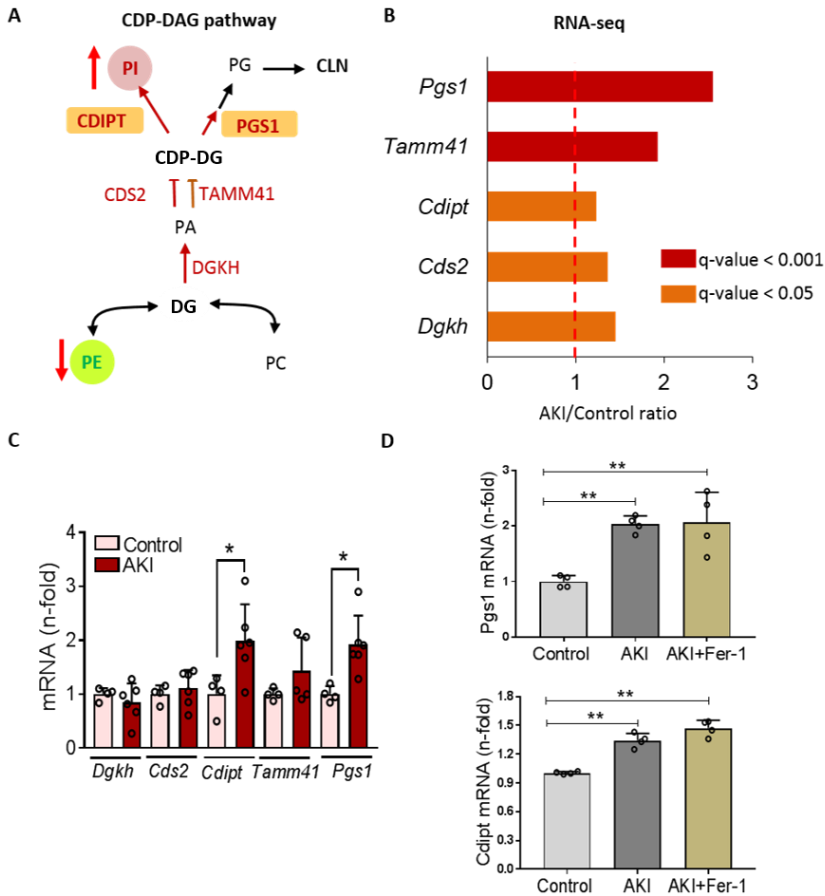 A
CDP-DAG pathway
PI
PG
CLN
CDIPT
PGS1
CDP-DG
CDS2
TAMM41
PA
DGKH
DG
PE
PC
B
RNA-seq
Pgs1
Tamm41
Cdipt
Cds2
Dgkh
q-value < 0.001
q-value < 0.05
0 1 2 3
AKI/Control ratio
C
mRNA (n-fold)
4
3
2
1
0
Control
AKI
*
*
Dgkh Cds2 Cdipt Tamm41 Pgs1
D
Pgs1 mRNA (n-fold)
3
2
1
0
**
**
Control AKI AKI+Fer-1
Cdipt mRNA (n-fold)
1.8
1.5
1.2
0.9
0.6
0.3
0.0
**
**
Control AKI AKI+Fer-1